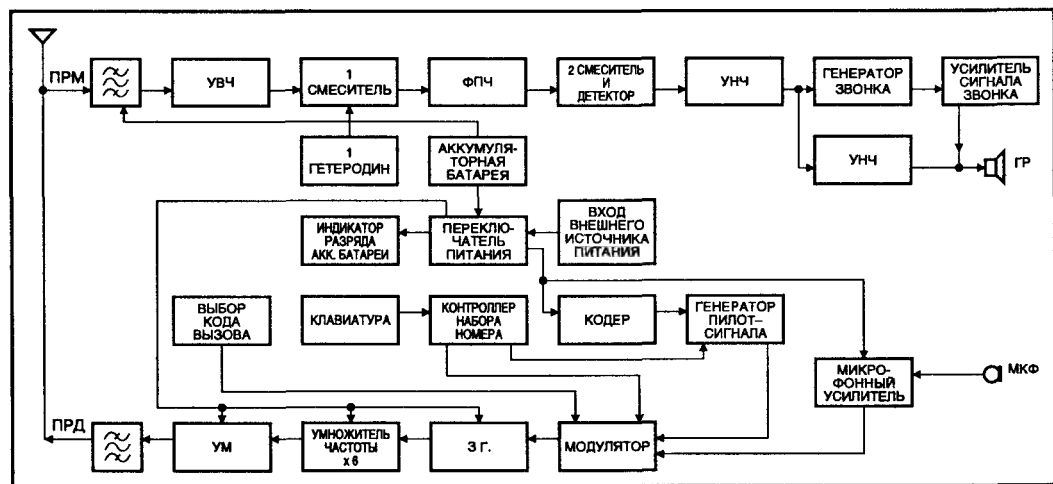 ПРМ
УВЧ
1
СМЕСИТЕЛЬ
ФПЧ
2 СМЕСИТЕЛЬ
И
ДЕТЕКТОР
УНЧ
ГЕНЕРАТОР
ЗВОНКА
УСИЛИТЕЛЬ
СИГНАЛА
ЗВОНКА
1
ГЕТЕРОДИН
АККУМУЛЯ-
ТОРНАЯ
БАТАРЕЯ
УНЧ
ГР
ИНДИКАТОР
РАЗРЯДА
АКК. БАТАРЕИ
ПЕРЕКЛЮ-
ЧАТЕЛЬ
ПИТАНИЯ
ВХОД
ВНЕШНЕГО
ИСТОЧНИКА
ПИТАНИЯ
ВЫБОР
КОДА
ВЫЗОВА
КЛАВИАТУРА
КОНТРОЛЛЕР
НАБОРА
НОМЕРА
КОДЕР
ГЕНЕРАТОР
ПИЛОТ–
СИГНАЛА
МИКРО-
ФОННЫЙ
УСИЛИТЕЛЬ
МКФ
ПРД
УМ
УМНОЖИТЕЛЬ
ЧАСТОТЫ
х 6
З Г.
МОДУЛЯТОР